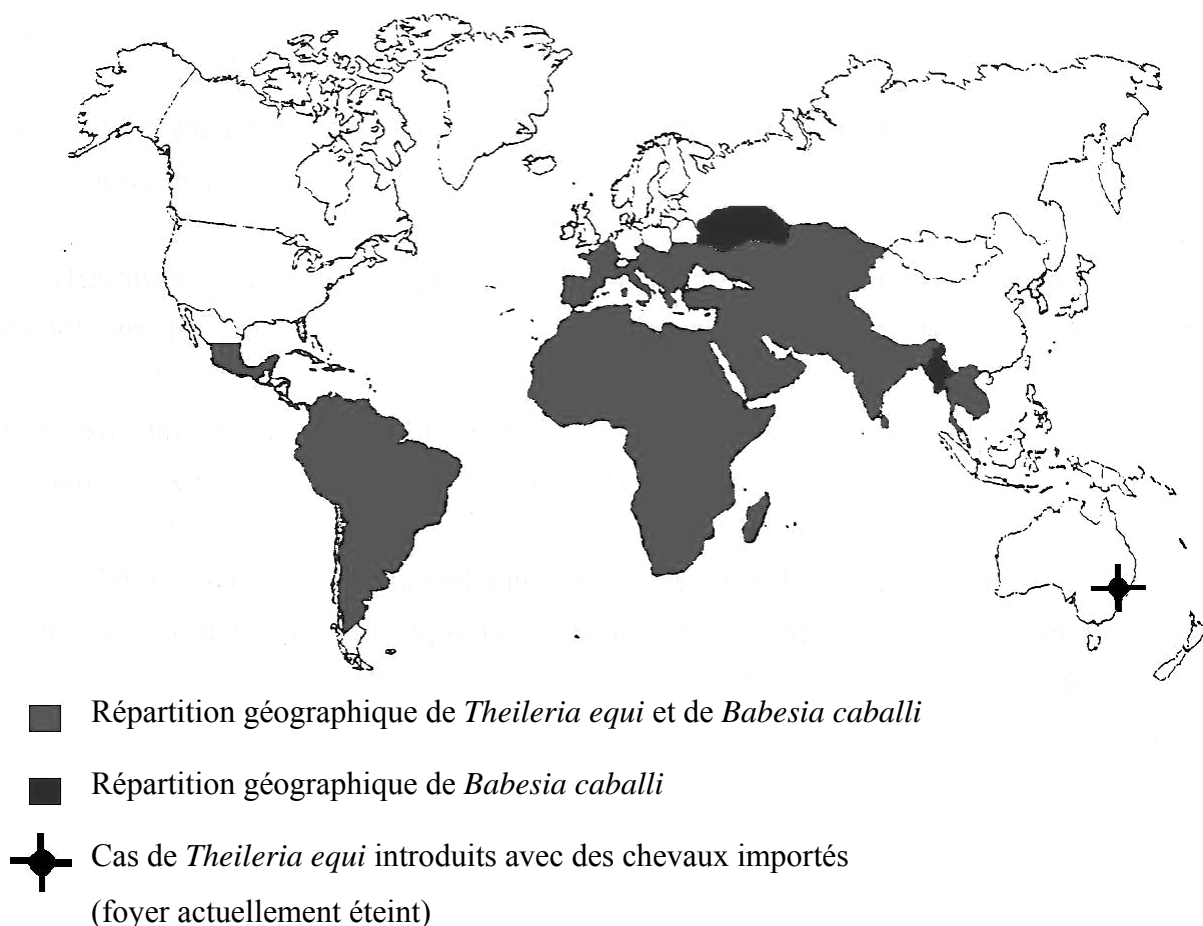 Répartition géographique de Theileria equi et de Babesia caballi
Répartition géographique de Babesia caballi
Cas de Theileria equi introduits avec des chevaux importés
(foyer actuellement éteint)